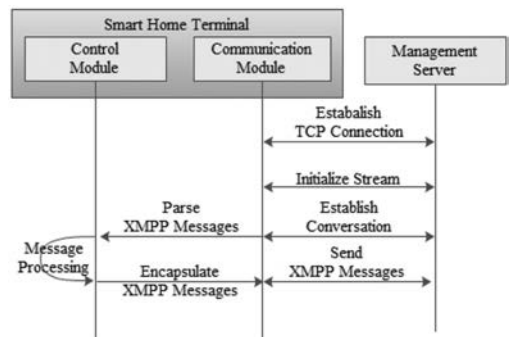 Smart Home Terminal
Control
Module
Communication
Module
Management
Server
Estabalish
TCP Connection
Initialize Stream
Parse
XMPP Messages
Establish
Conversation
Message
Processing
Encapsulate
XMPP Messages
Send
XMPP Messages